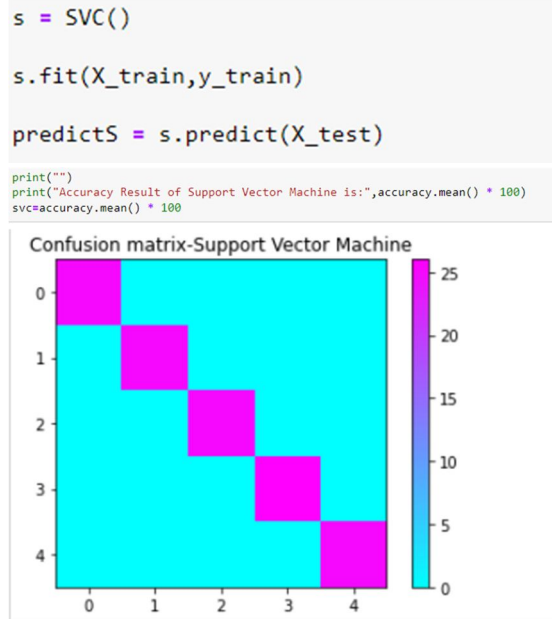 s = SVC()
s.fit(X_train,y_train)
predictS = s.predict(X_test)
print("")
print("Accuracy Result of Support Vector Machine is:",accuracy.mean() * 100)
svc=accuracy.mean() * 100
Confusion matrix-Support Vector Machine
0
1
2
3
4
0 1 2 3 4
25
20
15
10
5
0